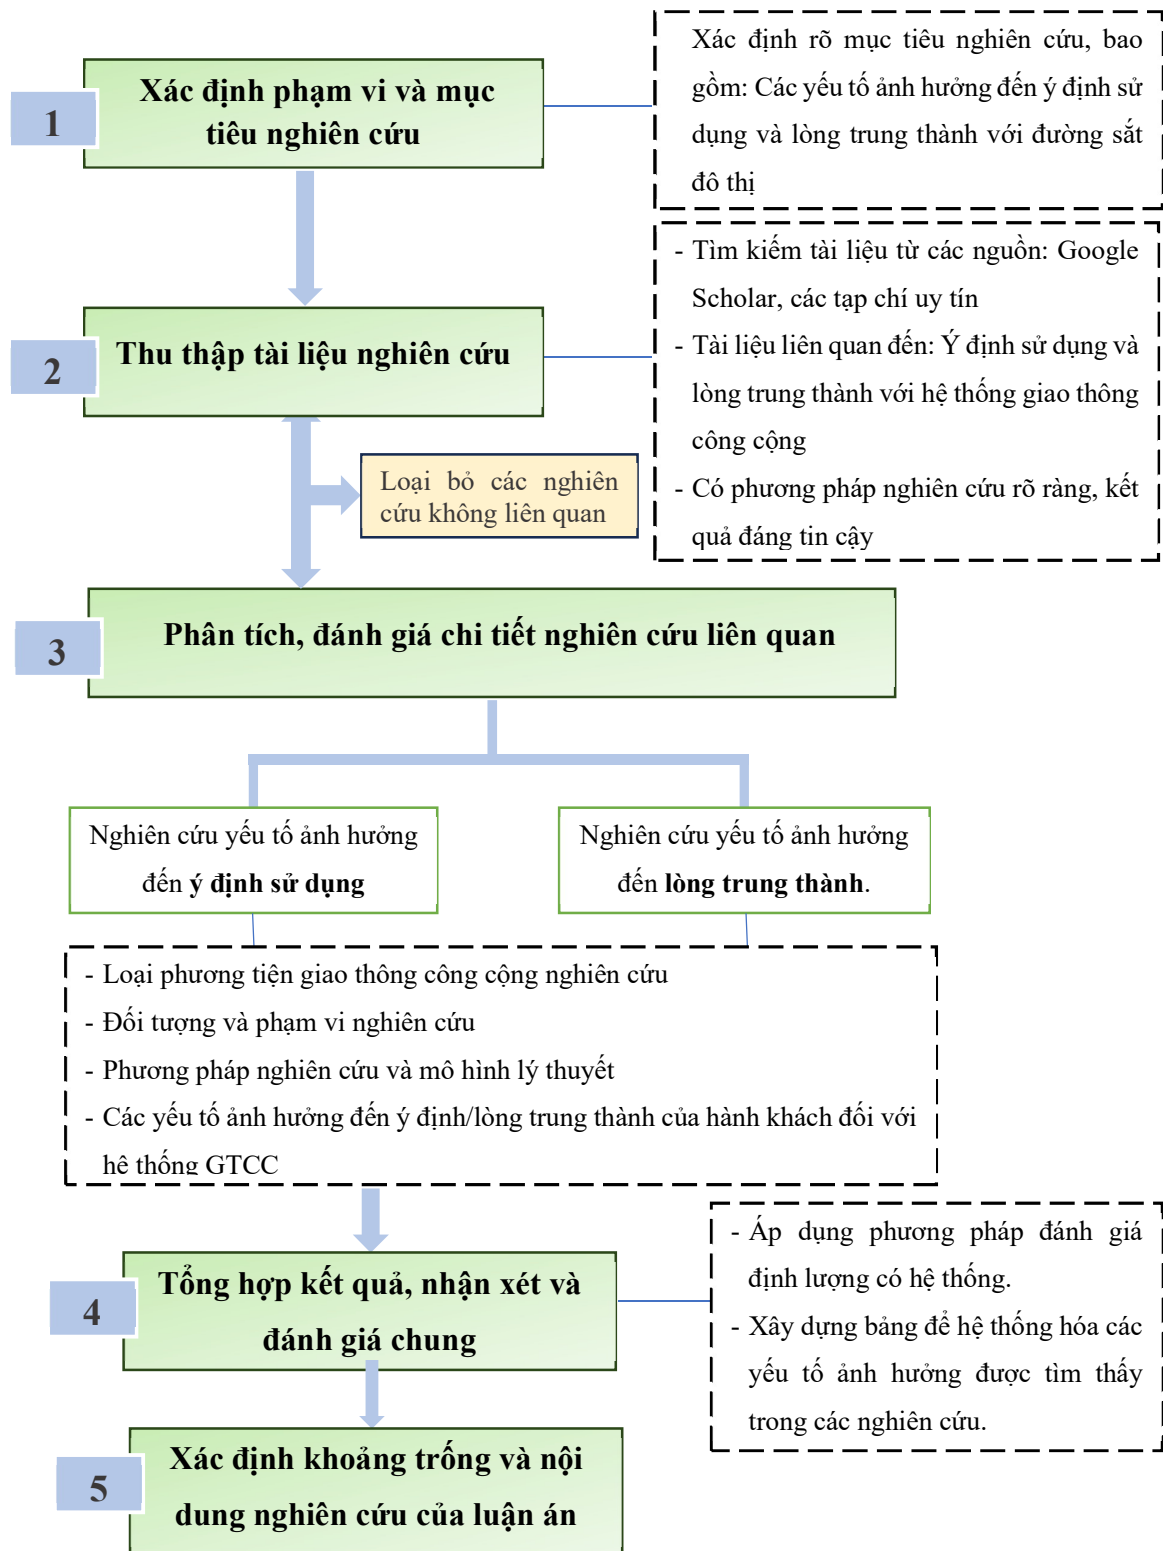 1
Xác định phạm vi và mục
tiêu nghiên cứu
Xác định rõ mục tiêu nghiên cứu, bao
gồm: Các yếu tố ảnh hưởng đến ý định sử
dụng và lòng trung thành với đường sắt
đô thị
2
Thu thập tài liệu nghiên cứu
- Tìm kiếm tài liệu từ các nguồn: Google
Scholar, các tạp chí uy tín
- Tài liệu liên quan đến: Ý định sử dụng và
lòng trung thành với hệ thống giao thông
công cộng
- Có phương pháp nghiên cứu rõ ràng, kết
quả đáng tin cậy
Loại bỏ các nghiên
cứu không liên quan
3
Phân tích, đánh giá chi tiết nghiên cứu liên quan
Nghiên cứu yếu tố ảnh hưởng
đến ý định sử dụng
Nghiên cứu yếu tố ảnh hưởng
đến lòng trung thành.
- Loại phương tiện giao thông công cộng nghiên cứu
- Đối tượng và phạm vi nghiên cứu
- Phương pháp nghiên cứu và mô hình lý thuyết
- Các yếu tố ảnh hưởng đến ý định/lòng trung thành của hành khách đối với
hệ thống GTCC
4
Tổng hợp kết quả, nhận xét và
đánh giá chung
- Áp dụng phương pháp đánh giá
định lượng có hệ thống.
- Xây dựng bảng để hệ thống hóa các
yếu tố ảnh hưởng được tìm thấy
trong các nghiên cứu.
5
Xác định khoảng trống và nội
dung nghiên cứu của luận án